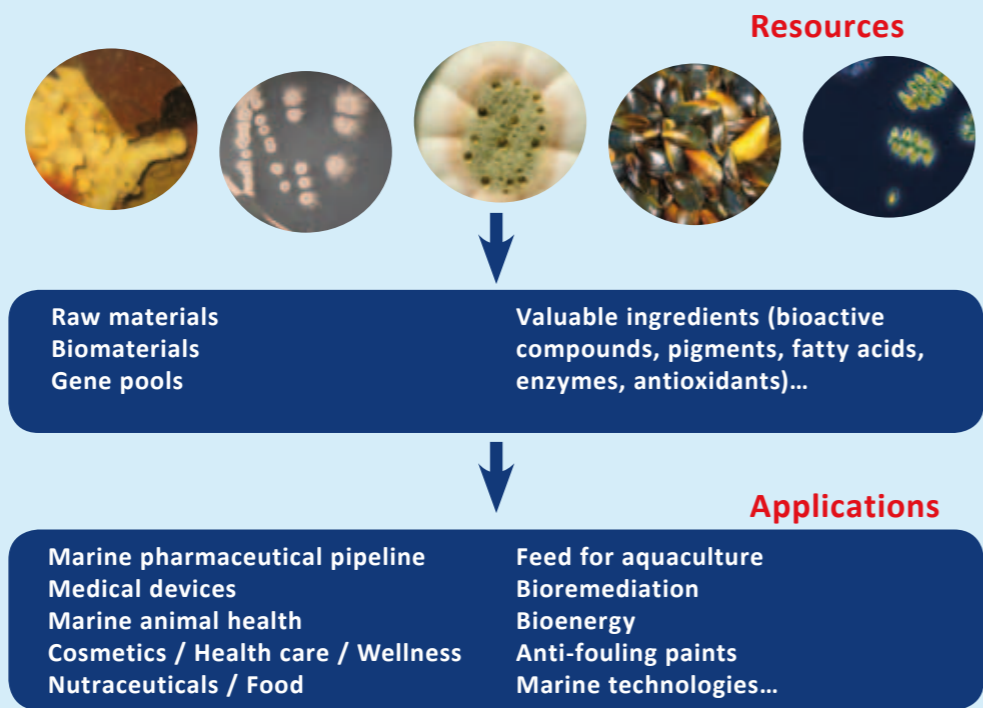 Resources
Raw materials
Biomaterials
Gene pools
Valuable ingredients (bioactive
compounds, pigments, fatty acids,
enzymes, antioxidants)…
Applications
Marine pharmaceutical pipeline
Medical devices
Marine animal health
Cosmetics / Health care / Wellness
Nutraceuticals / Food
Feed for aquaculture
Bioremediation
Bioenergy
Anti-fouling paints
Marine technologies…